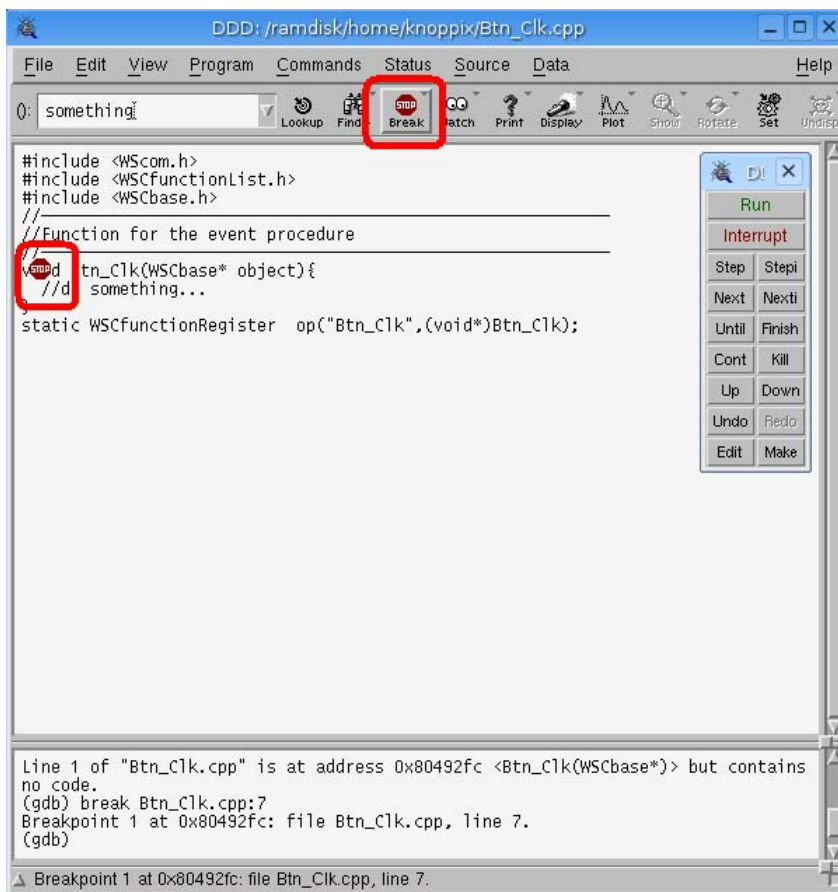 DDD: /ramdisk/home/knoppix/Btn_Clk.cpp
File Edit View Program Commands Status Source Data Help
(): something
Lookup Find Break Watch Print Display Plot Show Rotate Set Undisp
#include <WScom.h>
#include <WSCfunctionList.h>
#include <WSCbase.h>
//
//Function for the event procedure
//
STOP tn_Clk(WSCbase* object){
//d something...
}
static WSCfunctionRegister op("Btn_Clk",(void*)Btn_Clk);
Run
Interrupt
Step Stepi
Next Nexti
Until Finish
Cont Kill
Up Down
Undo Redo
Edit Make
Line 1 of "Btn_Clk.cpp" is at address 0x80492fc <Btn_Clk(WSCbase*)> but contains
no code.
(gdb) break Btn_Clk.cpp:7
Breakpoint 1 at 0x80492fc: file Btn_Clk.cpp, line 7.
(gdb)
Breakpoint 1 at 0x80492fc: file Btn_Clk.cpp, line 7.